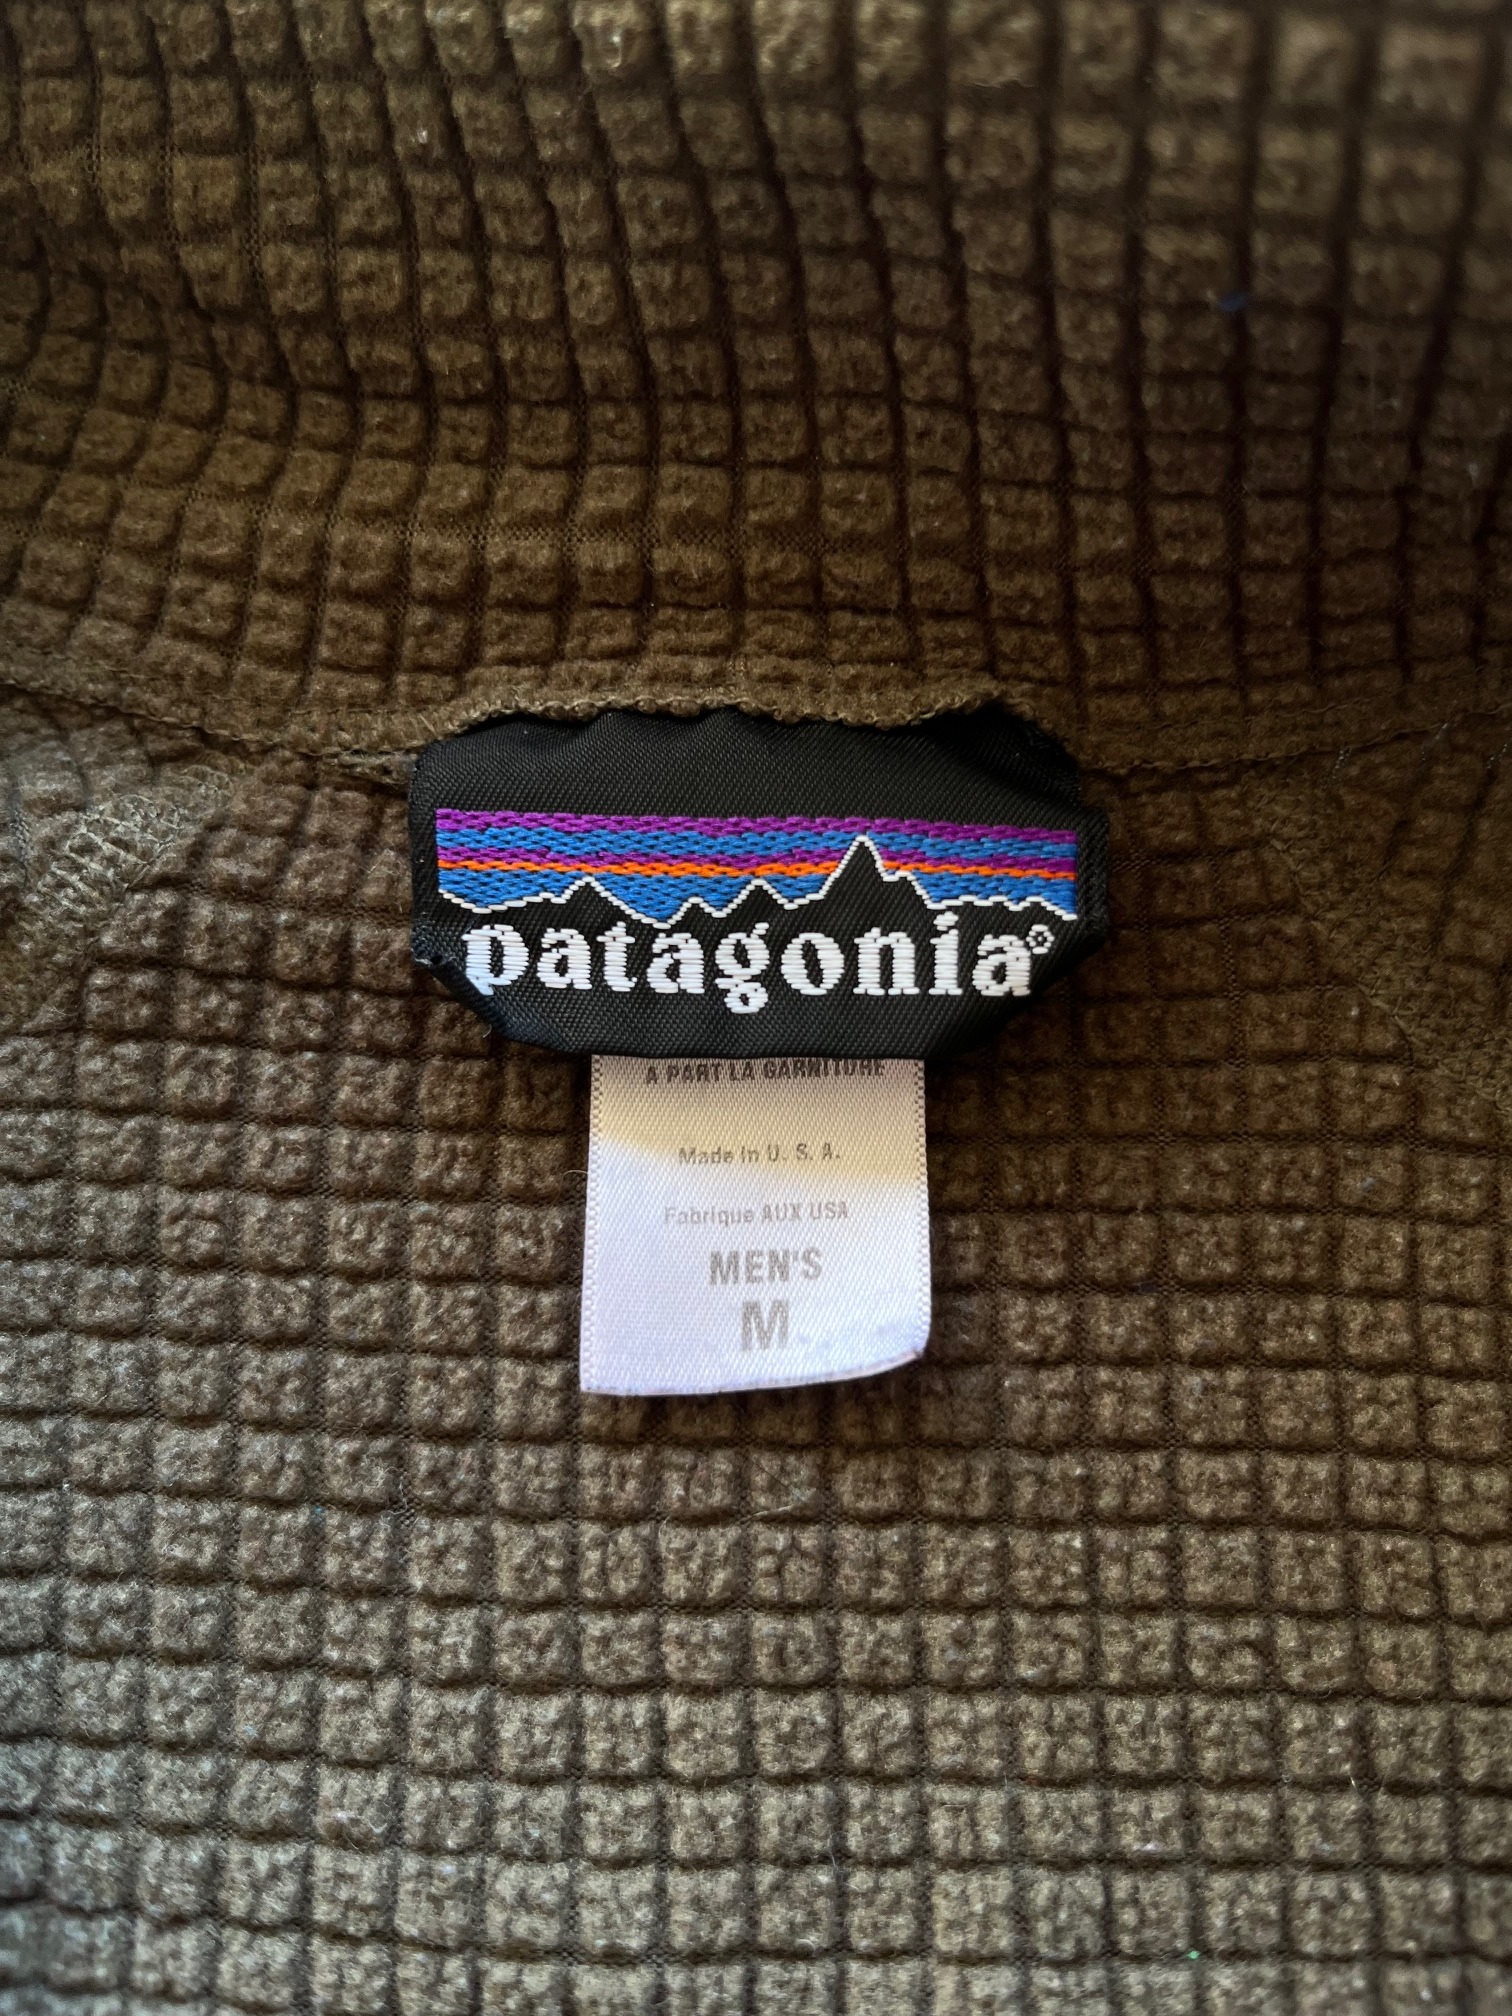 patagonia®
A PART LA GARNITURE
Made in U. S. A.
Fabrique AUX USA
MEN'S
M